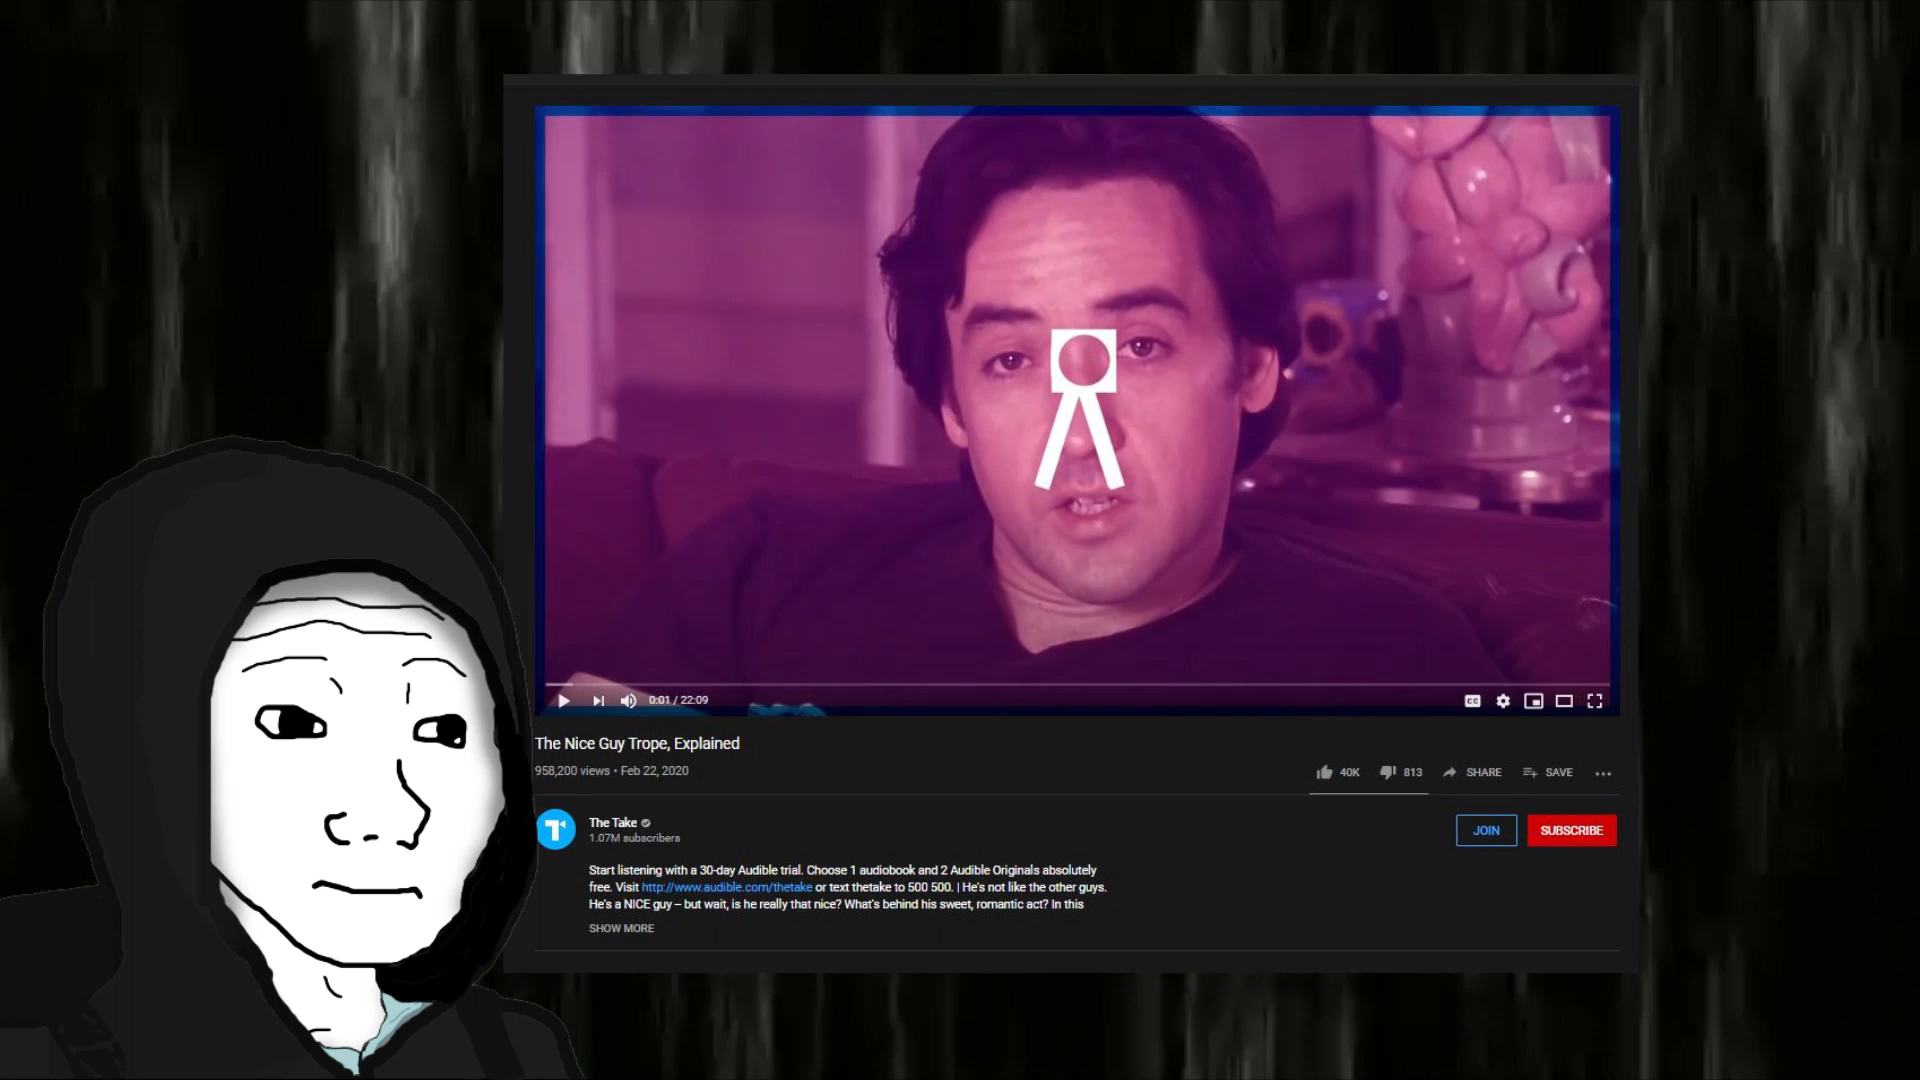 0:01 / 22:09
CC
The Nice Guy Trope, Explained
958,200 views • Feb 22, 2020
40K 813 SHARE SAVE
The Take
1.07M subscribers
JOIN SUBSCRIBE
Start listening with a 30-day Audible trial. Choose 1 audiobook and 2 Audible Originals absolutely
free. Visit http://www.audible.com/thetake or text thetake to 500 500. | He's not like the other guys.
He's a NICE guy – but wait, is he really that nice? What's behind his sweet, romantic act? In this
SHOW MORE